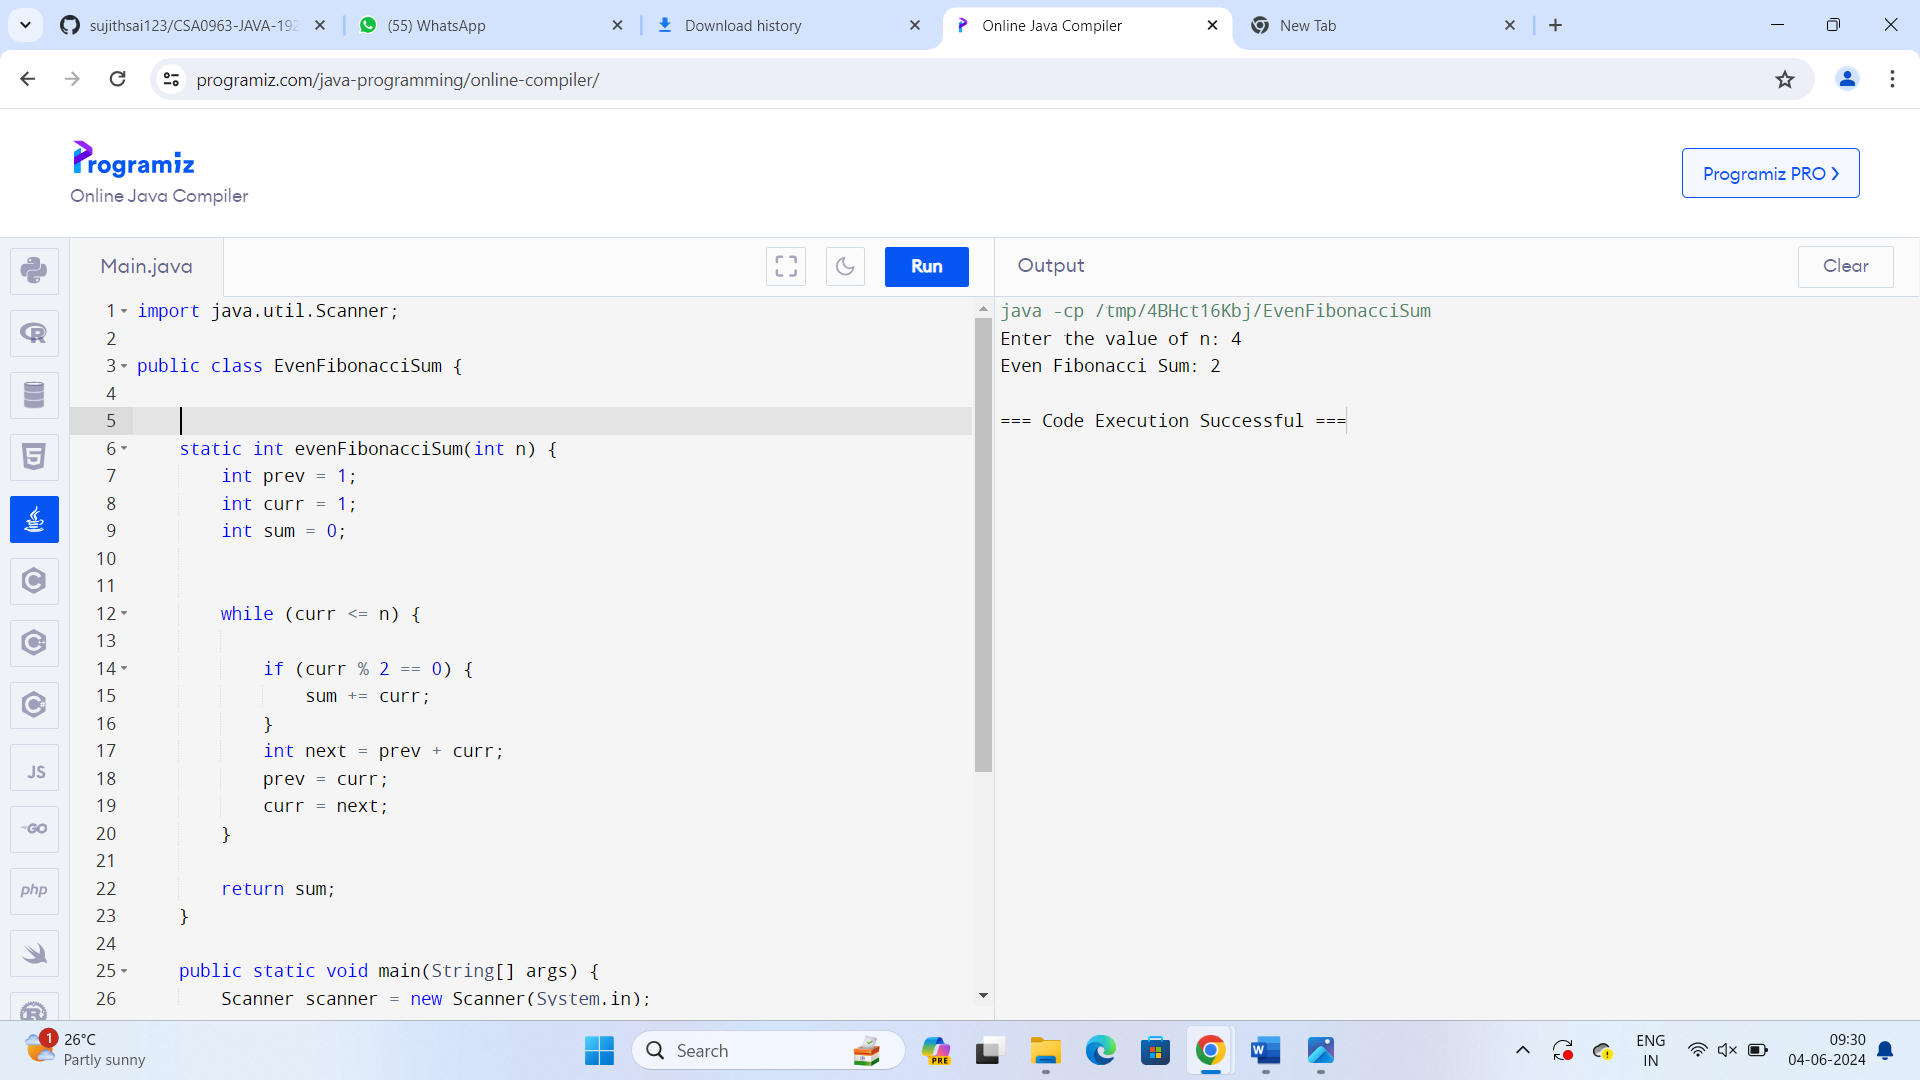 sujithsai123/CSA0963-JAVA-192
(55) WhatsApp
Download history
Online Java Compiler
New Tab
programiz.com/java-programming/online-compiler/
Programiz
Online Java Compiler
Programiz PRO
Main.java
Run
Output
Clear
1 import java.util.Scanner;
2
3 public class EvenFibonacciSum {
4
5
6 static int evenFibonacciSum(int n) {
7 int prev = 1;
8 int curr = 1;
9 int sum = 0;
10
11
12 while (curr <= n) {
13
14 if (curr % 2 == 0) {
15 sum += curr;
16 }
17 int next = prev + curr;
18 prev = curr;
19 curr = next;
20 }
21
22 return sum;
23 }
24
25 public static void main(String[] args) {
26 Scanner scanner = new Scanner(System.in);
java -cp /tmp/4BHct16Kbj/EvenFibonacciSum
Enter the value of n: 4
Even Fibonacci Sum: 2
=== Code Execution Successful ===
R
5
C
C
C
JS
GO
php
R
1
26°C
Partly sunny
Search
PRE
W
ENG
IN
09:30
04-06-2024